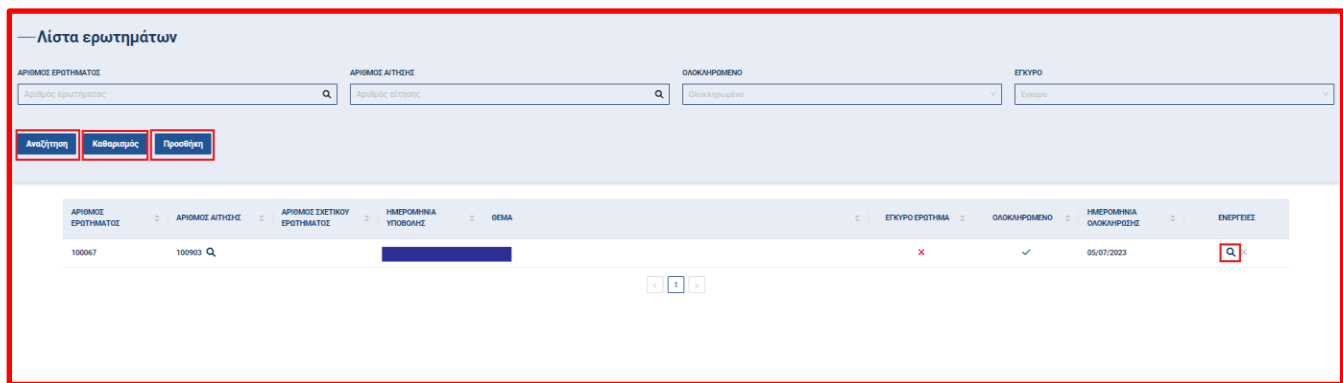 Λίστα ερωτημάτων
ΑΡΙΘΜΟΣ ΕΡΩΤΗΜΑΤΟΣ ΑΡΙΘΜΟΣ ΑΙΤΗΣΗΣ ΟΛΟΚΛΗΡΩΜΕΝΟ ΕΓΚΥΡΟ
Αριθμός ερωτήματος Αριθμός αίτησης Ολοκληρωμένο Εγκυρο
Αναζήτηση Καθαρισμός Προσθήκη
ΑΡΙΘΜΟΣ ΕΡΩΤΗΜΑΤΟΣ ΑΡΙΘΜΟΣ ΑΙΤΗΣΗΣ ΑΡΙΘΜΟΣ ΣΧΕΤΙΚΟΥ ΕΡΩΤΗΜΑΤΟΣ ΗΜΕΡΟΜΗΝΙΑ ΥΠΟΒΟΛΗΣ ΘΕΜΑ ΕΓΚΥΡΟ ΕΡΩΤΗΜΑ ΟΛΟΚΛΗΡΩΜΕΝΟ ΗΜΕΡΟΜΗΝΙΑ ΟΛΟΚΛΗΡΩΣΗΣ ΕΝΕΡΓΕΙΕΣ
100067 100903 05/07/2023
1